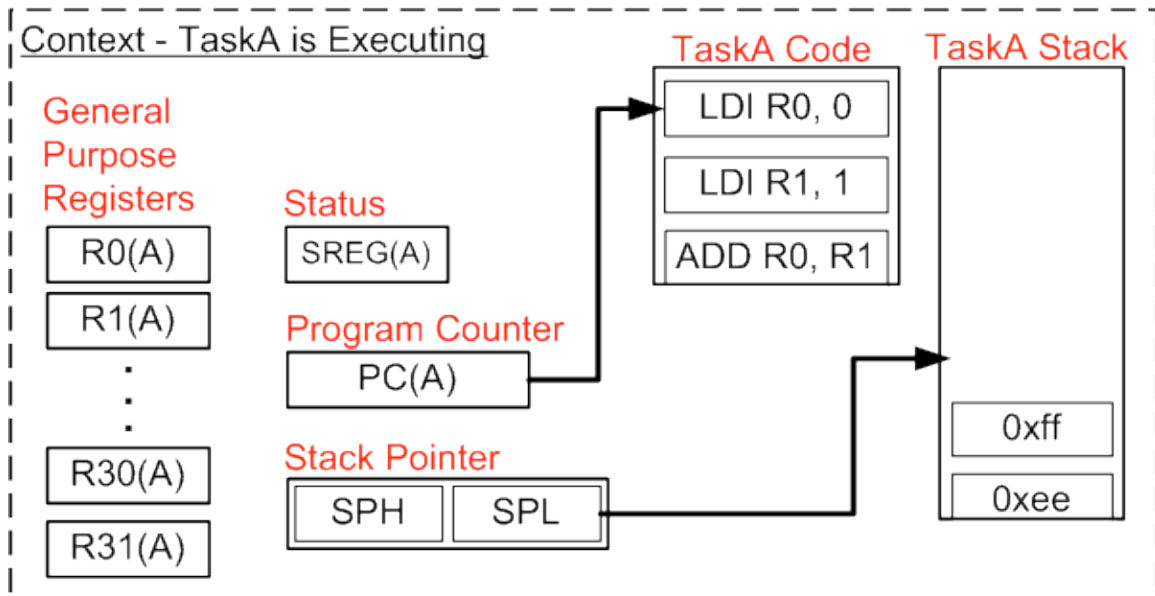 Context - TaskA is Executing
General
Purpose
Registers
R0(A)
R1(A)
R30(A)
R31(A)
Status
SREG(A)
Program Counter
PC(A)
Stack Pointer
SPH
SPL
TaskA Code
LDI R0, 0
LDI R1, 1
ADD R0, R1
TaskA Stack
0xff
0xee